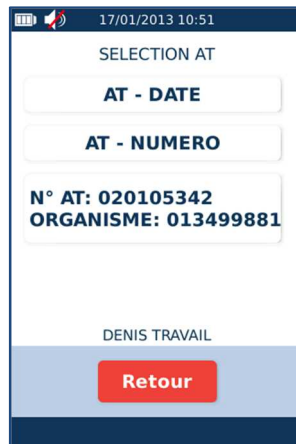 17/01/2013 10:51
SELECTION AT
AT - DATE
AT - NUMERO
N° AT: 020105342
ORGANISME: 013499881
DENIS TRAVAIL
Retour